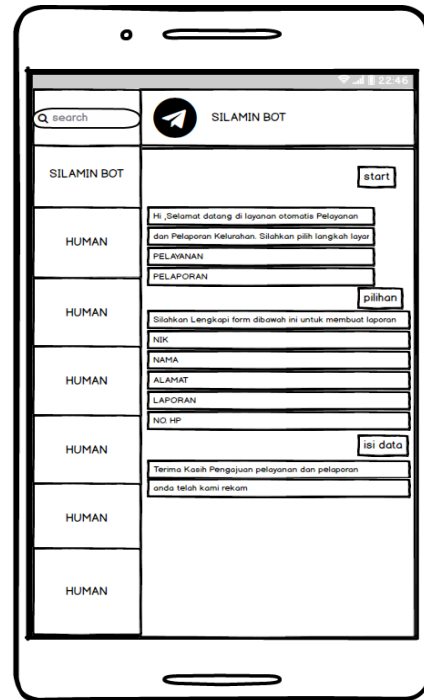 22:46
search
SILAMIN BOT
SILAMIN BOT
HUMAN
HUMAN
HUMAN
HUMAN
HUMAN
HUMAN
start
Hi ,Selamat datang di layanan otomatis Pelayanan
dan Pelaporan Kelurahan. Silahkan pilih langkah layar
PELAYANAN
PELAPORAN
pilihan
Silahkan Lengkapi form dibawah ini untuk membuat laporan
NIK
NAMA
ALAMAT
LAPORAN
NO. HP
isi data
Terima Kasih Pengajuan pelayanan dan pelaporan
anda telah kami rekam